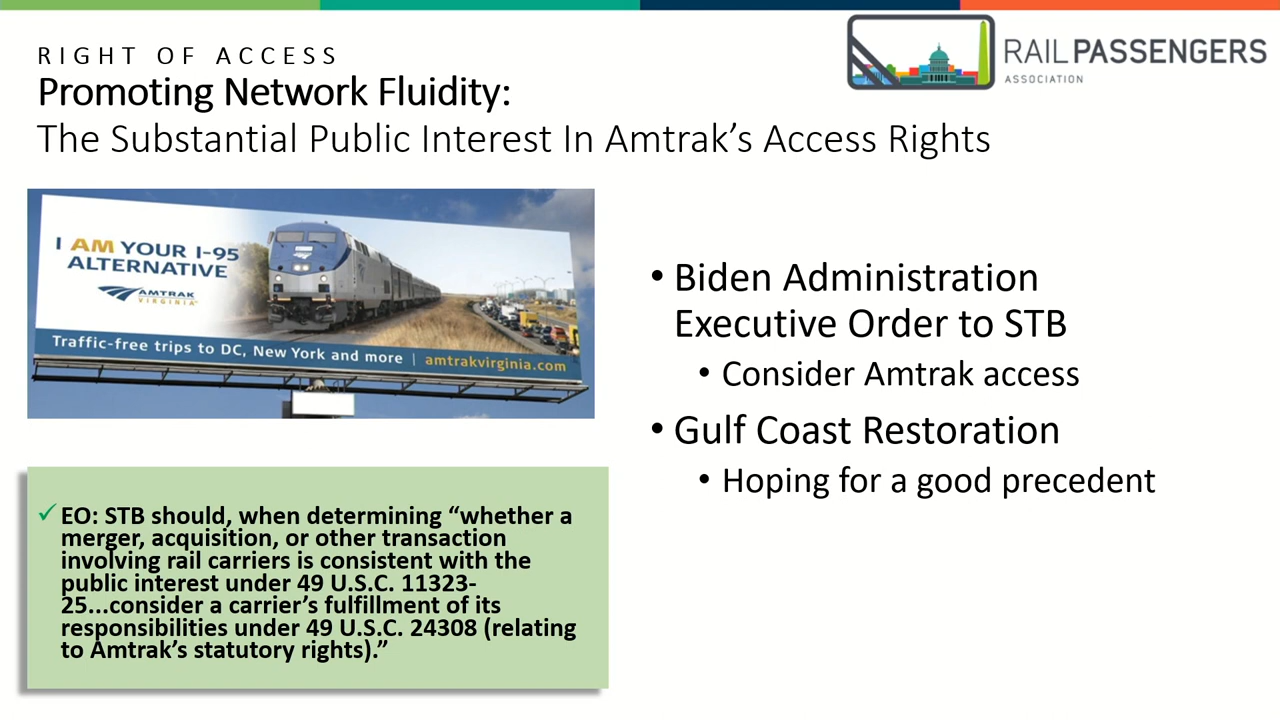 RIGHT OF ACCESS
Promoting Network Fluidity:
The Substantial Public Interest In Amtrak’s Access Rights
RAILPASSENGERS
ASSOCIATION
I AM YOUR I-95
ALTERNATIVE
AMTRAK
VIRGINIA
Traffic-free trips to DC, New York and more | amtrakvirginia.com
• Biden Administration
Executive Order to STB
• Consider Amtrak access
• Gulf Coast Restoration
• Hoping for a good precedent
✓ EO: STB should, when determining “whether a
merger, acquisition, or other transaction
involving rail carriers is consistent with the
public interest under 49 U.S.C. 11323-
25...consider a carrier’s fulfillment of its
responsibilities under 49 U.S.C. 24308 (relating
to Amtrak’s statutory rights).”